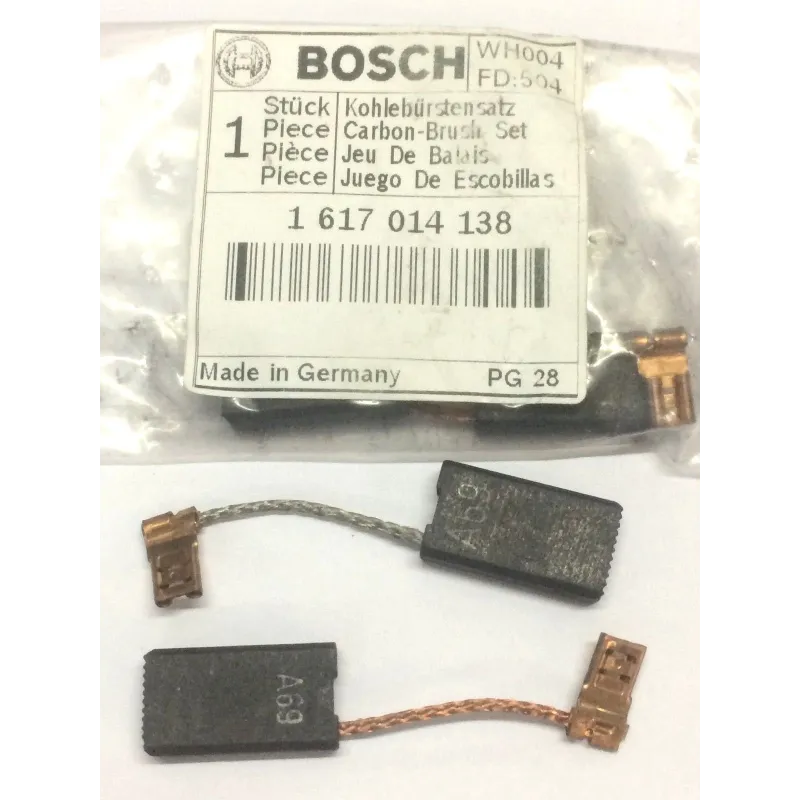 BOSCH
WH004
FD:504
1
Stück
Piece
Pièce
Piece
Kohlebürstensatz
Carbon-Brush Set
Jeu De Balais
Juego De Escobillas
1 617 014 138
Made in Germany
PG 28
A69
A69